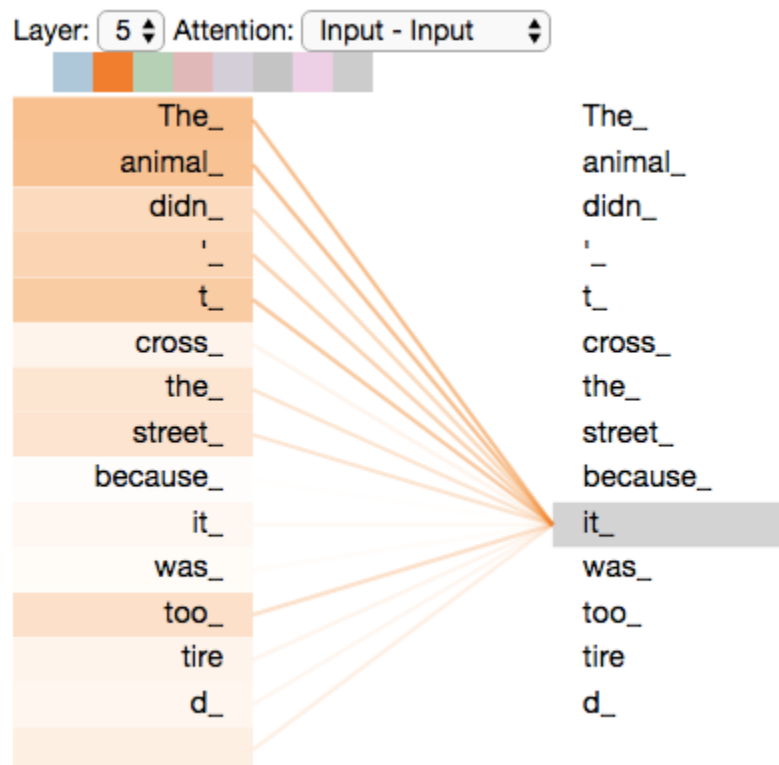 Layer: 5 Attention: Input - Input
The_ The_
animal_ animal_
didn_ didn_
'_ '_
t_ t_
cross_ cross_
the_ the_
street_ street_
because_ because_
it_ it_
was_ was_
too_ too_
tire tire
d_ d_